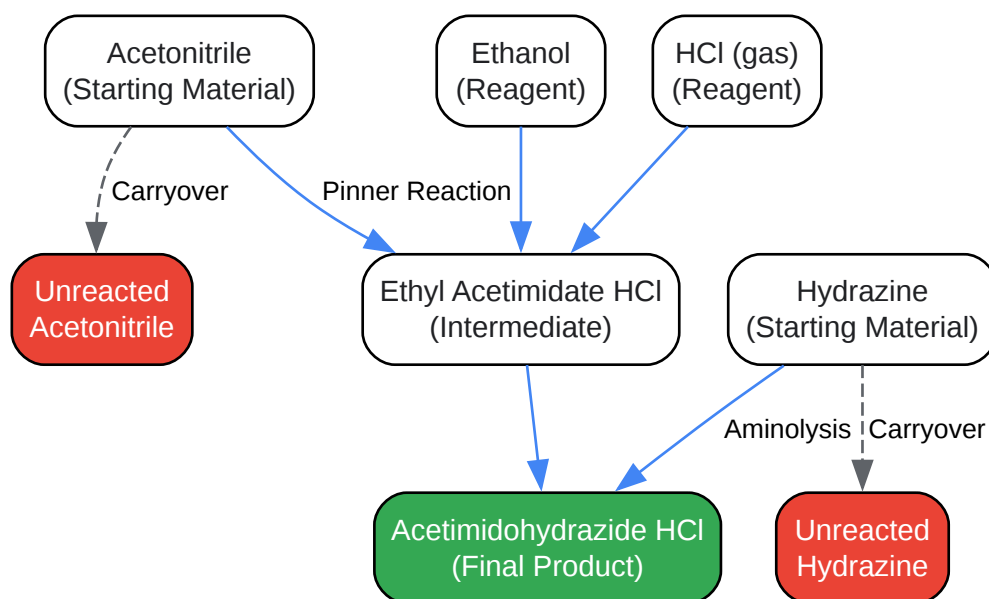 Acetonitrile
(Starting Material)
Ethanol
(Reagent)
HCl (gas)
(Reagent)
Carryover
Pinner Reaction
Unreacted
Acetonitrile
Ethyl Acetimidate HCl
(Intermediate)
Hydrazine
(Starting Material)
Aminolysis
Carryover
Acetimidohydrazide HCl
(Final Product)
Unreacted
Hydrazine